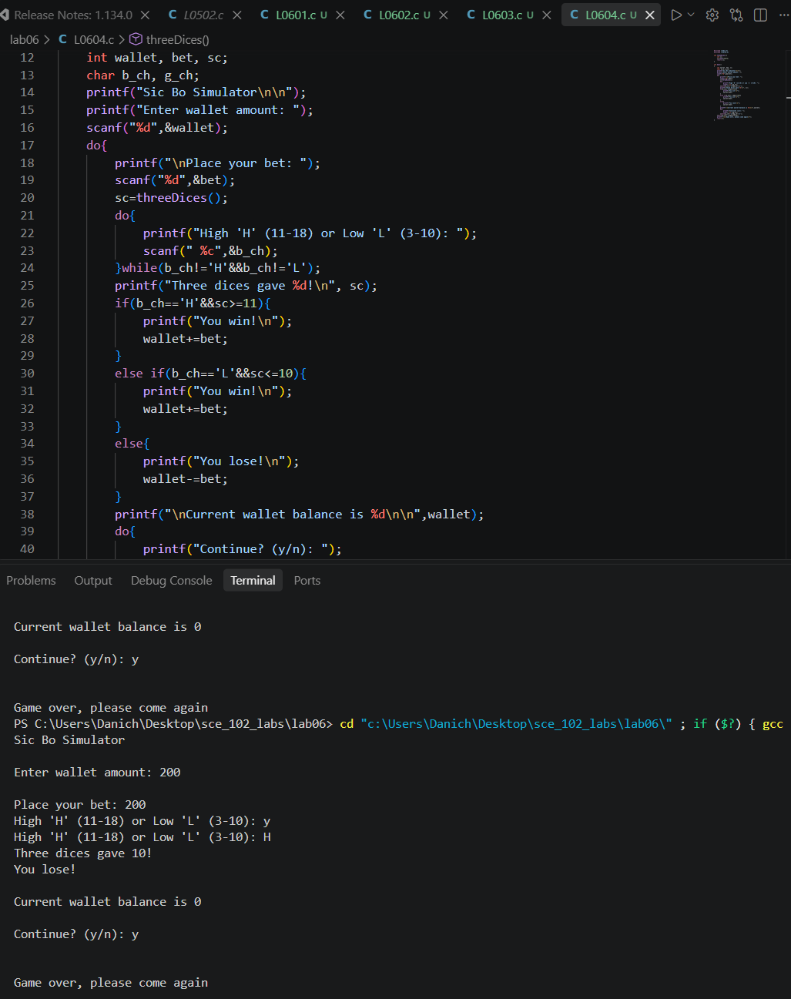 Release Notes: 1.134.0 L0502.c L0601.c U L0602.c U L0603.c U L0604.c U
lab06 > C L0604.c > threeDices()
12 int wallet, bet, sc;
13 char b_ch, g_ch;
14 printf("Sic Bo Simulator\n\n");
15 printf("Enter wallet amount: ");
16 scanf("%d",&wallet);
17 do{
18 printf("\nPlace your bet: ");
19 scanf("%d",&bet);
20 sc=threeDices();
21 do{
22 printf("High 'H' (11-18) or Low 'L' (3-10): ");
23 scanf(" %c",&b_ch);
24 }while(b_ch!='H'&&b_ch!='L');
25 printf("Three dices gave %d!\n", sc);
26 if(b_ch=='H'&&sc>=11){
27 printf("You win!\n");
28 wallet+=bet;
29 }
30 else if(b_ch=='L'&&sc<=10){
31 printf("You win!\n");
32 wallet+=bet;
33 }
34 else{
35 printf("You lose!\n");
36 wallet-=bet;
37 }
38 printf("\nCurrent wallet balance is %d\n\n",wallet);
39 do{
40 printf("Continue? (y/n): ");
Problems Output Debug Console Terminal Ports
Current wallet balance is 0
Continue? (y/n): y
Game over, please come again
PS C:\Users\Danich\Desktop\sce_102_labs\lab06> cd "c:\Users\Danich\Desktop\sce_102_labs\lab06\" ; if ($?) { gcc
Sic Bo Simulator
Enter wallet amount: 200
Place your bet: 200
High 'H' (11-18) or Low 'L' (3-10): y
High 'H' (11-18) or Low 'L' (3-10): H
Three dices gave 10!
You lose!
Current wallet balance is 0
Continue? (y/n): y
Game over, please come again